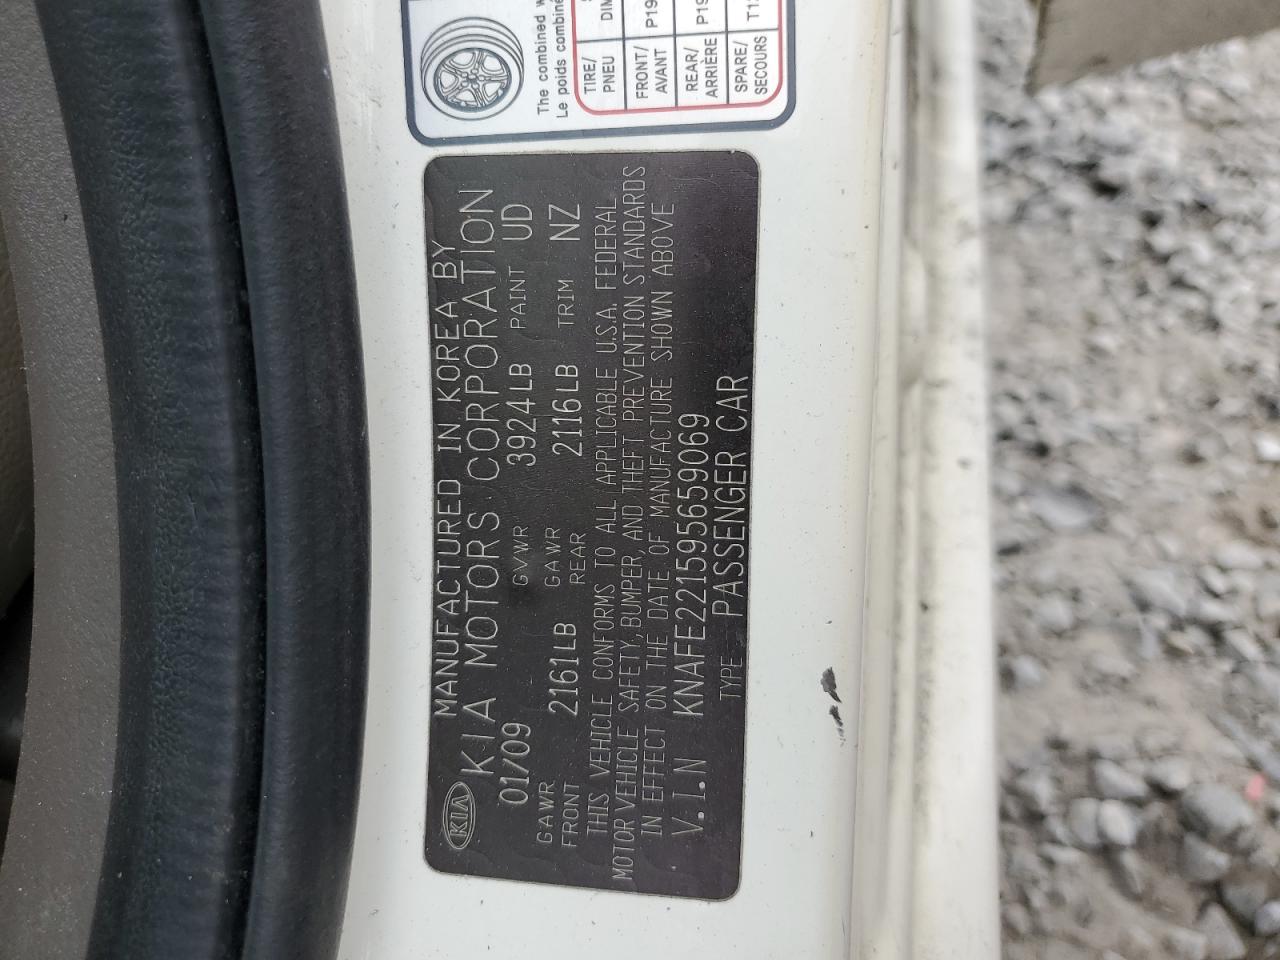 KIA
MANUFACTURED IN KOREA BY
KIA MOTORS CORPORATION
01/09 GVWR 3924LB PAINT UD
GAWR FRONT 2161LB GAWR REAR 2116LB TRIM NZ
THIS VEHICLE CONFORMS TO ALL APPLICABLE U.S.A. FEDERAL
MOTOR VEHICLE SAFETY, BUMPER, AND THEFT PREVENTION STANDARDS
IN EFFECT ON THE DATE OF MANUFACTURE SHOWN ABOVE
V.I.N KNAFE221595659069
TYPE PASSENGER CAR
The combined
Le poids combiné
TIRE/
PNEU
FRONT/
AVANT
P19
REAR/
ARRIÈRE
P19
SPARE/
SECOURS